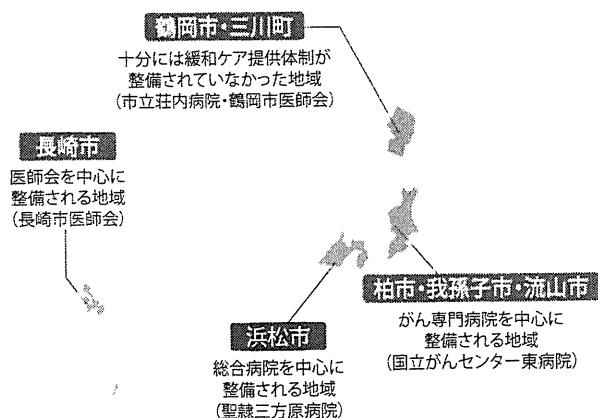 鶴岡市・三川町
十分には緩和ケア提供体制が
整備されていなかった地域
（市立荘内病院・鶴岡市医師会）
長崎市
医師会を中心に
整備される地域
（長崎市医師会）
柏市・我孫子市・流山市
がん専門病院を中心に
整備される地域
（国立がんセンター東病院）
浜松市
総合病院を中心に
整備される地域
（聖隷三方原病院）